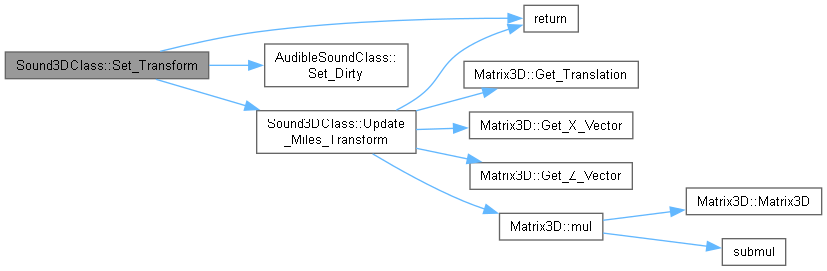 Sound3DClass::Set_Transform
return
AudibleSoundClass::
Set_Dirty
Sound3DClass::Update
_Miles_Transform
Matrix3D::Get_Translation
Matrix3D::Get_X_Vector
Matrix3D::Get_Z_Vector
Matrix3D::mul
Matrix3D::Matrix3D
submul